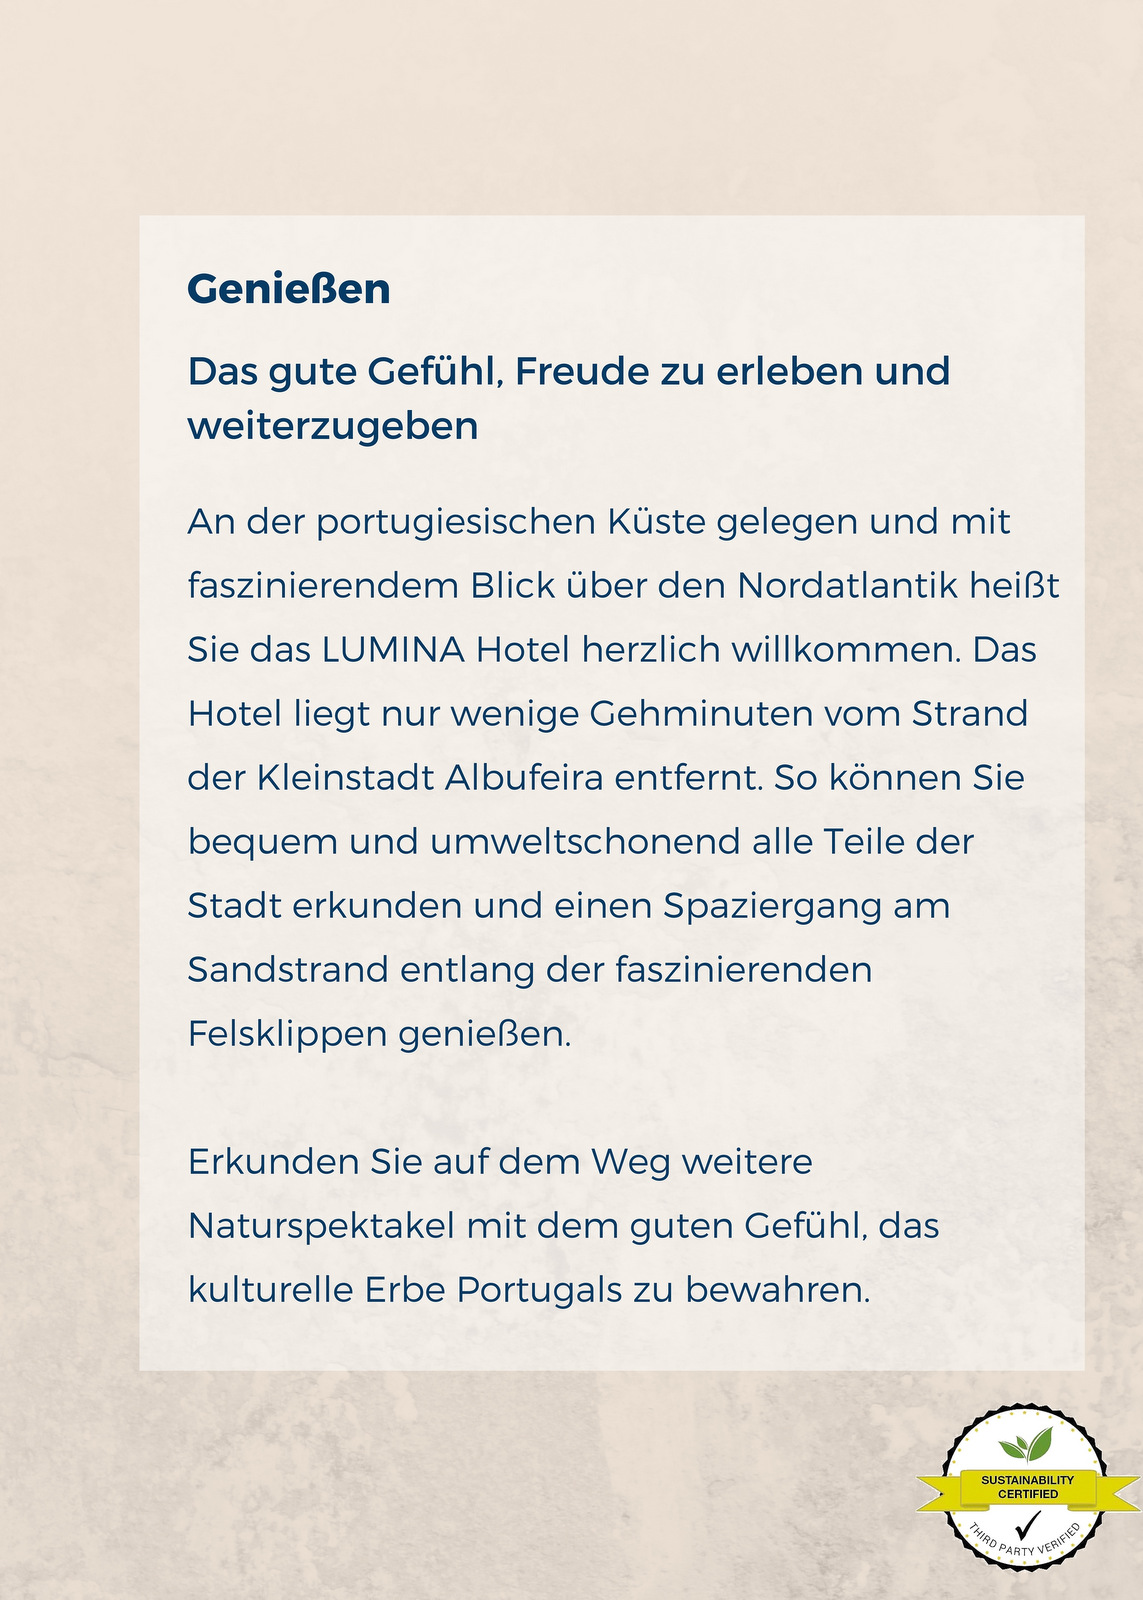 Genießen
Das gute Gefühl, Freude zu erleben und
weiterzugeben
An der portugiesischen Küste gelegen und mit
faszinierendem Blick über den Nordatlantik heißt
Sie das LUMINA Hotel herzlich willkommen. Das
Hotel liegt nur wenige Gehminuten vom Strand
der Kleinstadt Albufeira entfernt. So können Sie
bequem und umweltschonend alle Teile der
Stadt erkunden und einen Spaziergang am
Sandstrand entlang der faszinierenden
Felsklippen genießen.
Erkunden Sie auf dem Weg weitere
Naturspektakel mit dem guten Gefühl, das
kulturelle Erbe Portugals zu bewahren.
SUSTAINABILITY
CERTIFIED
THIRD PARTY VERIFIED